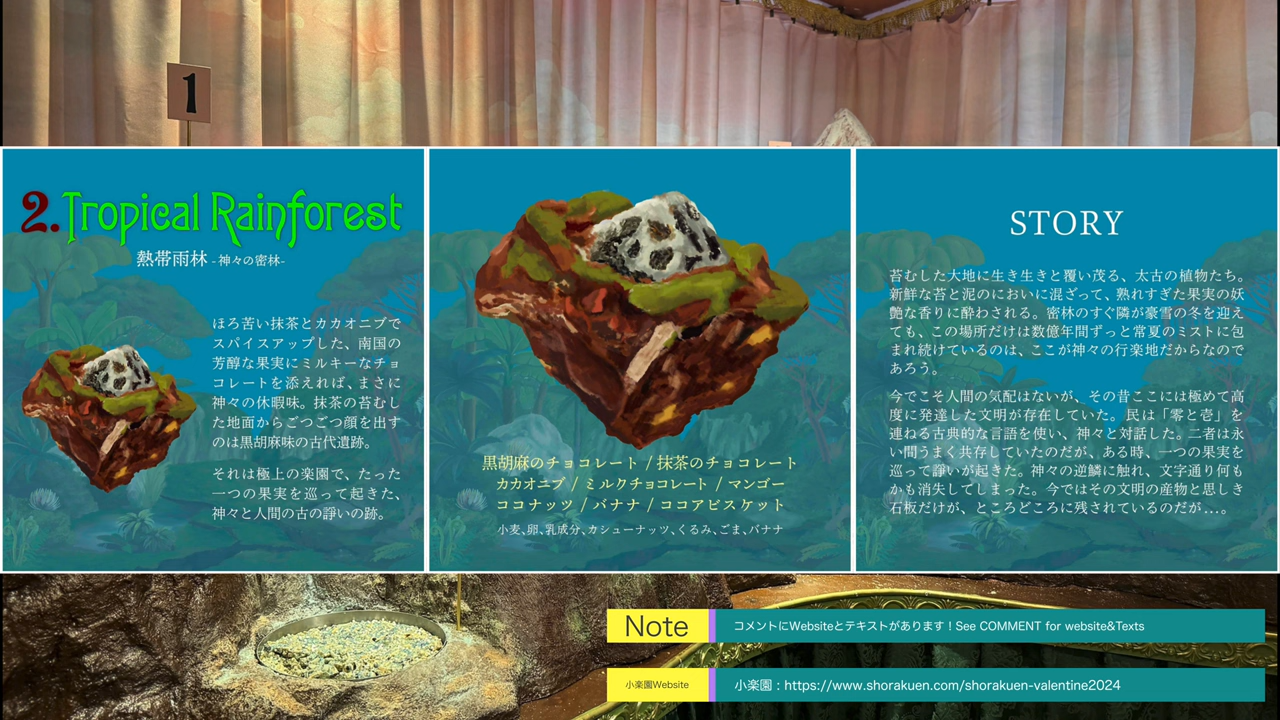 1
2.Tropical Rainforest
熱帯雨林 -神々の密林-
ほろ苦い抹茶とカカオニブで
スパイスアップした、南国の
芳醇な果実にミルキーなチョ
コレートを添えれば、まさに
神々の休暇味。抹茶の苔むし
た地面からごつごつ顔を出す
のは黒胡麻味の古代遺跡。
それは極上の楽園で、たった
一つの果実を巡って起きた、
神々と人間の古の諍いの跡。
黒胡麻のチョコレート / 抹茶のチョコレート
カカオニブ / ミルクチョコレート / マンゴー
ココナッツ / バナナ / ココアビスケット
小麦、卵、乳成分、カシューナッツ、くるみ、ごま、バナナ
STORY
苔むした大地に生き生きと覆い茂る、太古の植物たち。
新鮮な苔と泥のにおいに混ざって、熟れすぎた果実の妖
艶な香りに酔わされる。密林のすぐ隣が豪雪の冬を迎え
ても、この場所だけは数億年間ずっと常夏のミストに包
まれ続けているのは、ここが神々の行楽地だからなので
あろう。
今でこそ人間の気配はないが、その昔ここには極めて高
度に発達した文明が存在していた。民は「零と壱」を
連ねる古典的な言語を使い、神々と対話した。二者は永
い間うまく共存していたのだが、ある時、一つの果実を
巡って諍いが起きた。神々の逆鱗に触れ、文字通り何も
かも消失してしまった。今ではその文明の産物と思しき
石板だけが、ところどころに残されているのだが…。
Note
コメントにWebsiteとテキストがあります！See COMMENT for website&Texts
小楽園Website
小楽園：https://www.shorakuen.com/shorakuen-valentine2024